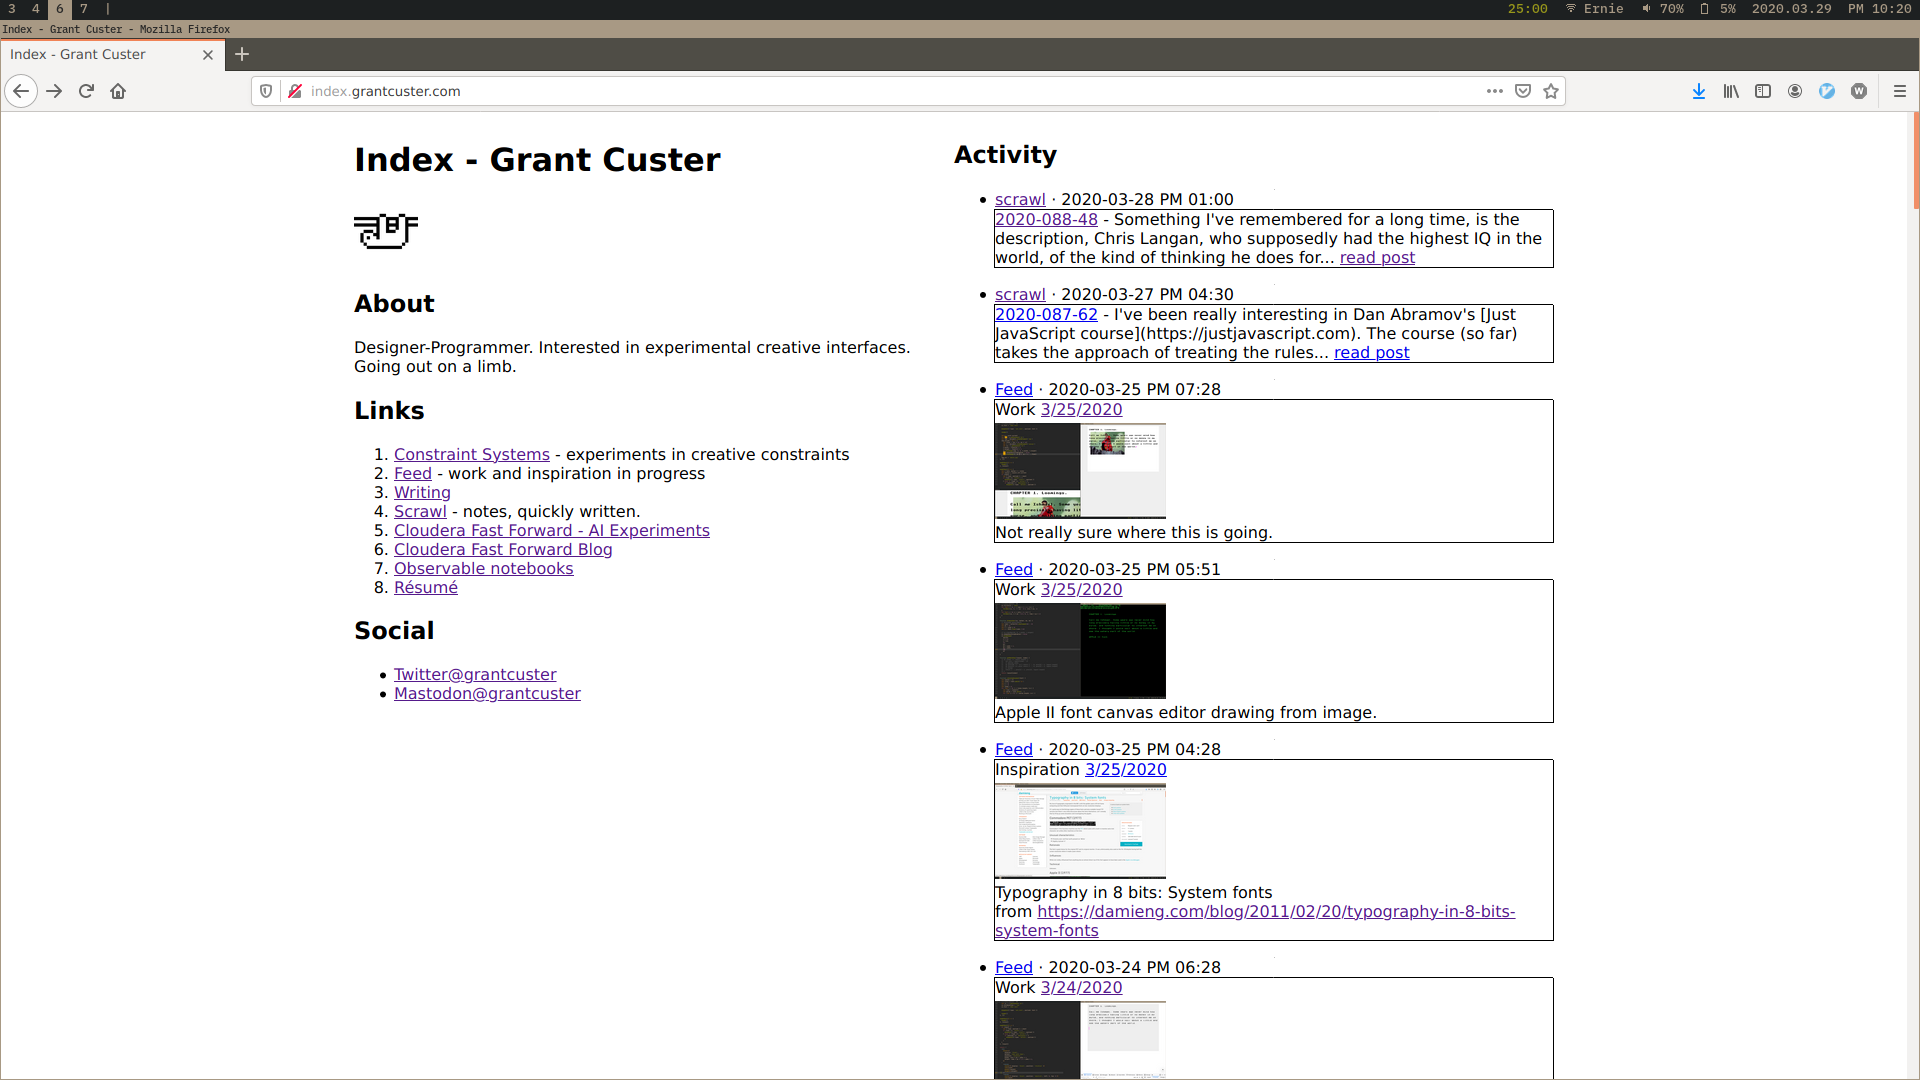 3 4 6 7 |
25:00 Ernie 70% 5% 2020.03.29 PM 10:20
Index - Grant Custer - Mozilla Firefox
Index - Grant Custer
index.grantcuster.com
Index - Grant Custer
About
Designer-Programmer. Interested in experimental creative interfaces.
Going out on a limb.
Links
1. Constraint Systems - experiments in creative constraints
2. Feed - work and inspiration in progress
3. Writing
4. Scrawl - notes, quickly written.
5. Cloudera Fast Forward - AI Experiments
6. Cloudera Fast Forward Blog
7. Observable notebooks
8. Résumé
Social
• Twitter@grantcuster
• Mastodon@grantcuster
Activity
• scrawl · 2020-03-28 PM 01:00
2020-088-48 - Something I've remembered for a long time, is the
description, Chris Langan, who supposedly had the highest IQ in the
world, of the kind of thinking he does for... read post
• scrawl · 2020-03-27 PM 04:30
2020-087-62 - I've been really interesting in Dan Abramov's [Just
JavaScript course](https://justjavascript.com). The course (so far)
takes the approach of treating the rules... read post
• Feed · 2020-03-25 PM 07:28
Work 3/25/2020
CHAPTER 1. Loomings.
Not really sure where this is going.
• Feed · 2020-03-25 PM 05:51
Work 3/25/2020
Apple II font canvas editor drawing from image.
• Feed · 2020-03-25 PM 04:28
Inspiration 3/25/2020
Typography in 8 bits: System fonts
from https://damieng.com/blog/2011/02/20/typography-in-8-bits-
system-fonts
• Feed · 2020-03-24 PM 06:28
Work 3/24/2020